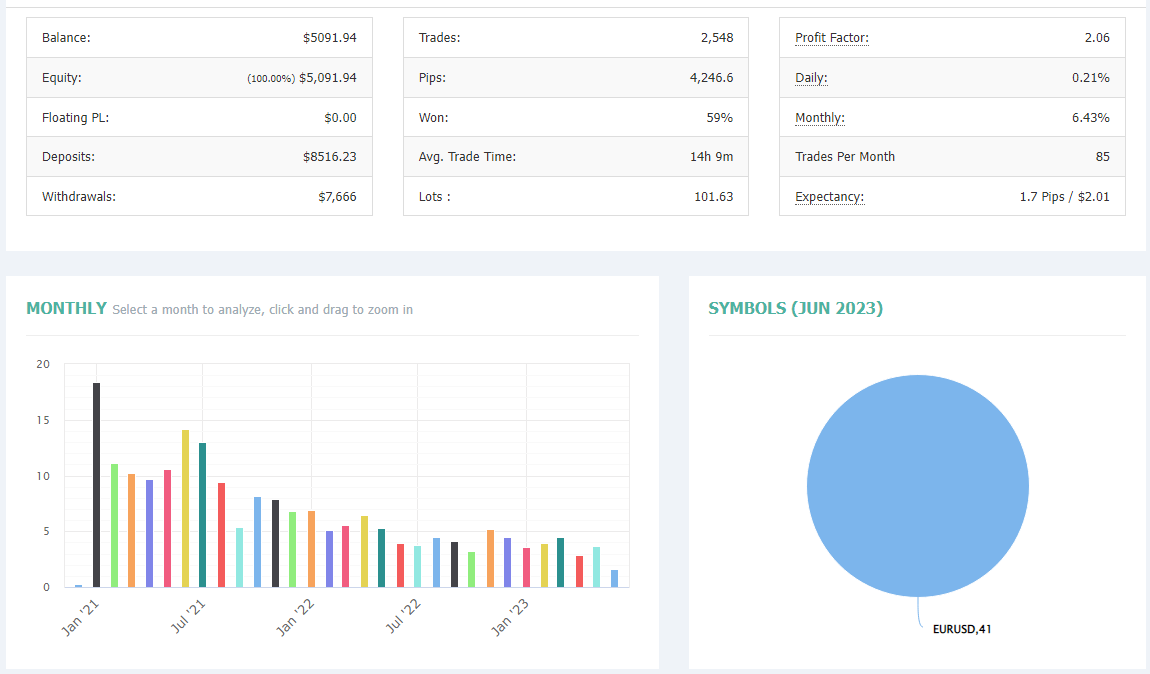 Balance: $5091.94
Equity: (100.00%) $5,091.94
Floating PL: $0.00
Deposits: $8516.23
Withdrawals: $7,666
Trades: 2,548
Pips: 4,246.6
Won: 59%
Avg. Trade Time: 14h 9m
Lots : 101.63
Profit Factor: 2.06
Daily: 0.21%
Monthly: 6.43%
Trades Per Month 85
Expectancy: 1.7 Pips / $2.01
MONTHLY Select a month to analyze, click and drag to zoom in
20
15
10
5
0
Jan '21 Jul '21 Jan '22 Jul '22 Jan '23
SYMBOLS (JUN 2023)
EURUSD,41